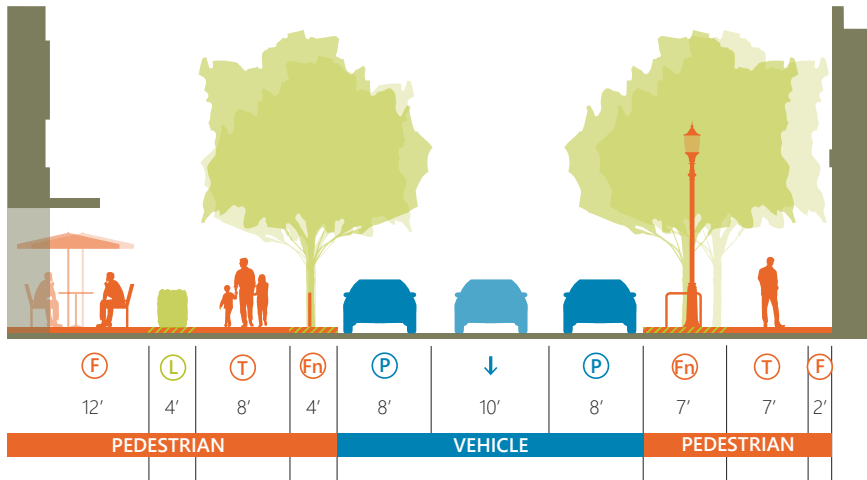 F L T Fn P ↓ P Fn T F
12’ 4’ 8’ 4’ 8’ 10’ 8’ 7’ 7’ 2’
PEDESTRIAN VEHICLE PEDESTRIAN